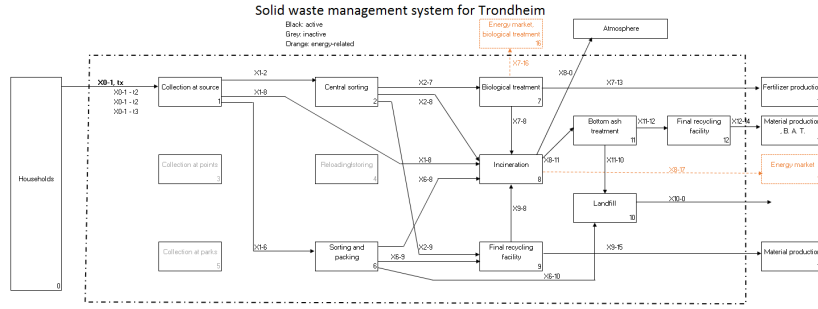 Solid waste management system for Trondheim
Black: active
Grey: inactive
Orange: energy-related
Energy market,
biological treatment
16
Atmosphere
X7-16
X8-0
X0-1, tx
X0-1 - t2
X0-1 - t2
X0-1 - t3
Households
0
Collection at source
1
X1-2
X1-8
Central sorting
2
X2-7
X2-8
Biological treatment
7
X7-13
Fertilizer production
X7-8
Bottom ash
treatment
11
X11-12
Final recycling
facility
12
X12-14
Material production
, B. A. T.
Collection at points
3
Reloading/storing
4
X1-8
X6-8
Incineration
8
X8-11
X11-10
X8-17
Energy market
X9-8
Landfill
10
X10-0
Collection at parks
5
X1-6
Sorting and
packing
6
X2-9
X6-9
Final recycling
facility
9
X9-15
Material production
X6-10